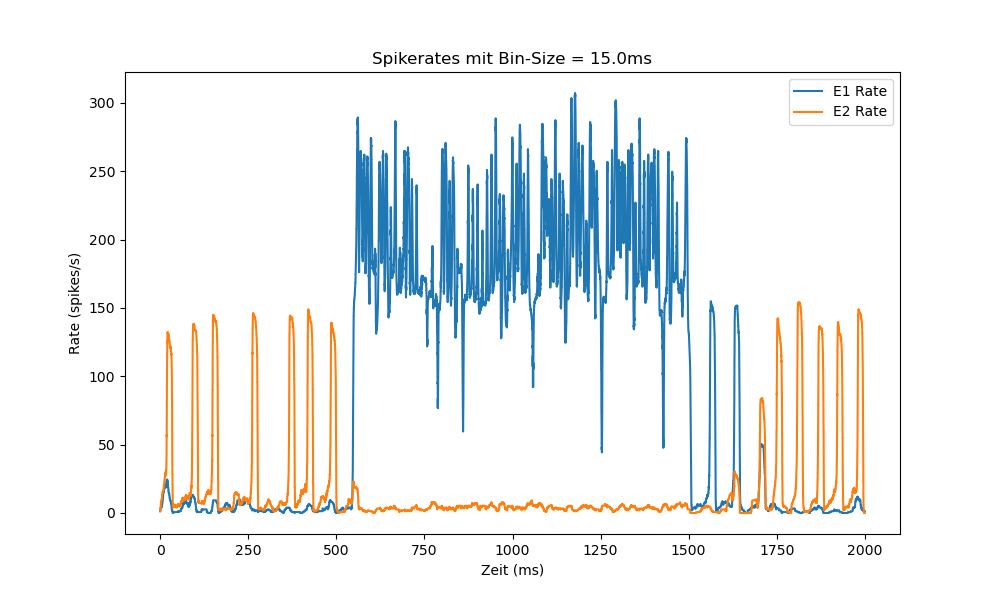 Spikerates mit Bin-Size = 15.0ms
E1 Rate
E2 Rate
300
250
200
150
100
50
0
Rate (spikes/s)
0 250 500 750 1000 1250 1500 1750 2000
Zeit (ms)